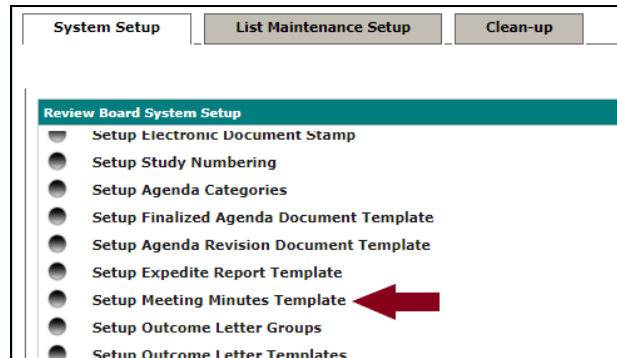 System Setup List Maintenance Setup Clean-up
Review Board System Setup
Setup Electronic Document Stamp
Setup Study Numbering
Setup Agenda Categories
Setup Finalized Agenda Document Template
Setup Agenda Revision Document Template
Setup Expedite Report Template
Setup Meeting Minutes Template
Setup Outcome Letter Groups
Setup Outcome Letter Templates